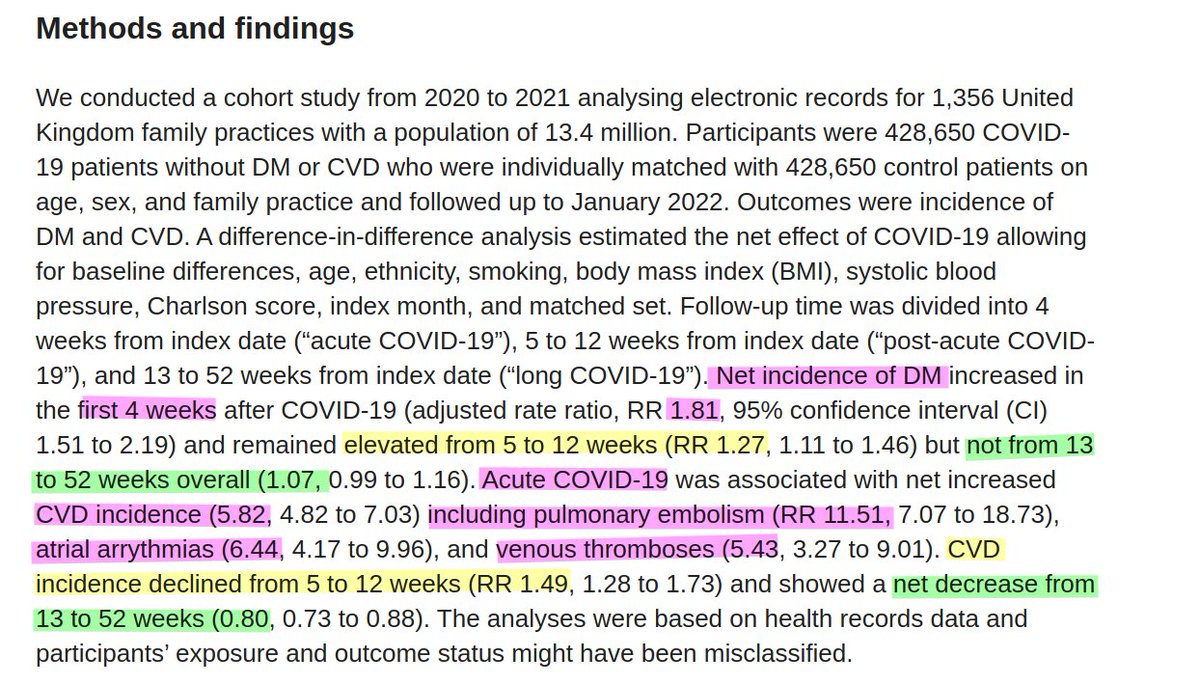 Methods and findings
We conducted a cohort study from 2020 to 2021 analysing electronic records for 1,356 United
Kingdom family practices with a population of 13.4 million. Participants were 428,650 COVID-
19 patients without DM or CVD who were individually matched with 428,650 control patients on
age, sex, and family practice and followed up to January 2022. Outcomes were incidence of
DM and CVD. A difference-in-difference analysis estimated the net effect of COVID-19 allowing
for baseline differences, age, ethnicity, smoking, body mass index (BMI), systolic blood
pressure, Charlson score, index month, and matched set. Follow-up time was divided into 4
weeks from index date (“acute COVID-19”), 5 to 12 weeks from index date (“post-acute COVID-
19”), and 13 to 52 weeks from index date (“long COVID-19”). Net incidence of DM increased in
the first 4 weeks after COVID-19 (adjusted rate ratio, RR 1.81, 95% confidence interval (CI)
1.51 to 2.19) and remained elevated from 5 to 12 weeks (RR 1.27, 1.11 to 1.46) but not from 13
to 52 weeks overall (1.07, 0.99 to 1.16). Acute COVID-19 was associated with net increased
CVD incidence (5.82, 4.82 to 7.03) including pulmonary embolism (RR 11.51, 7.07 to 18.73),
atrial arrythmias (6.44, 4.17 to 9.96), and venous thromboses (5.43, 3.27 to 9.01). CVD
incidence declined from 5 to 12 weeks (RR 1.49, 1.28 to 1.73) and showed a net decrease from
13 to 52 weeks (0.80, 0.73 to 0.88). The analyses were based on health records data and
participants’ exposure and outcome status might have been misclassified.